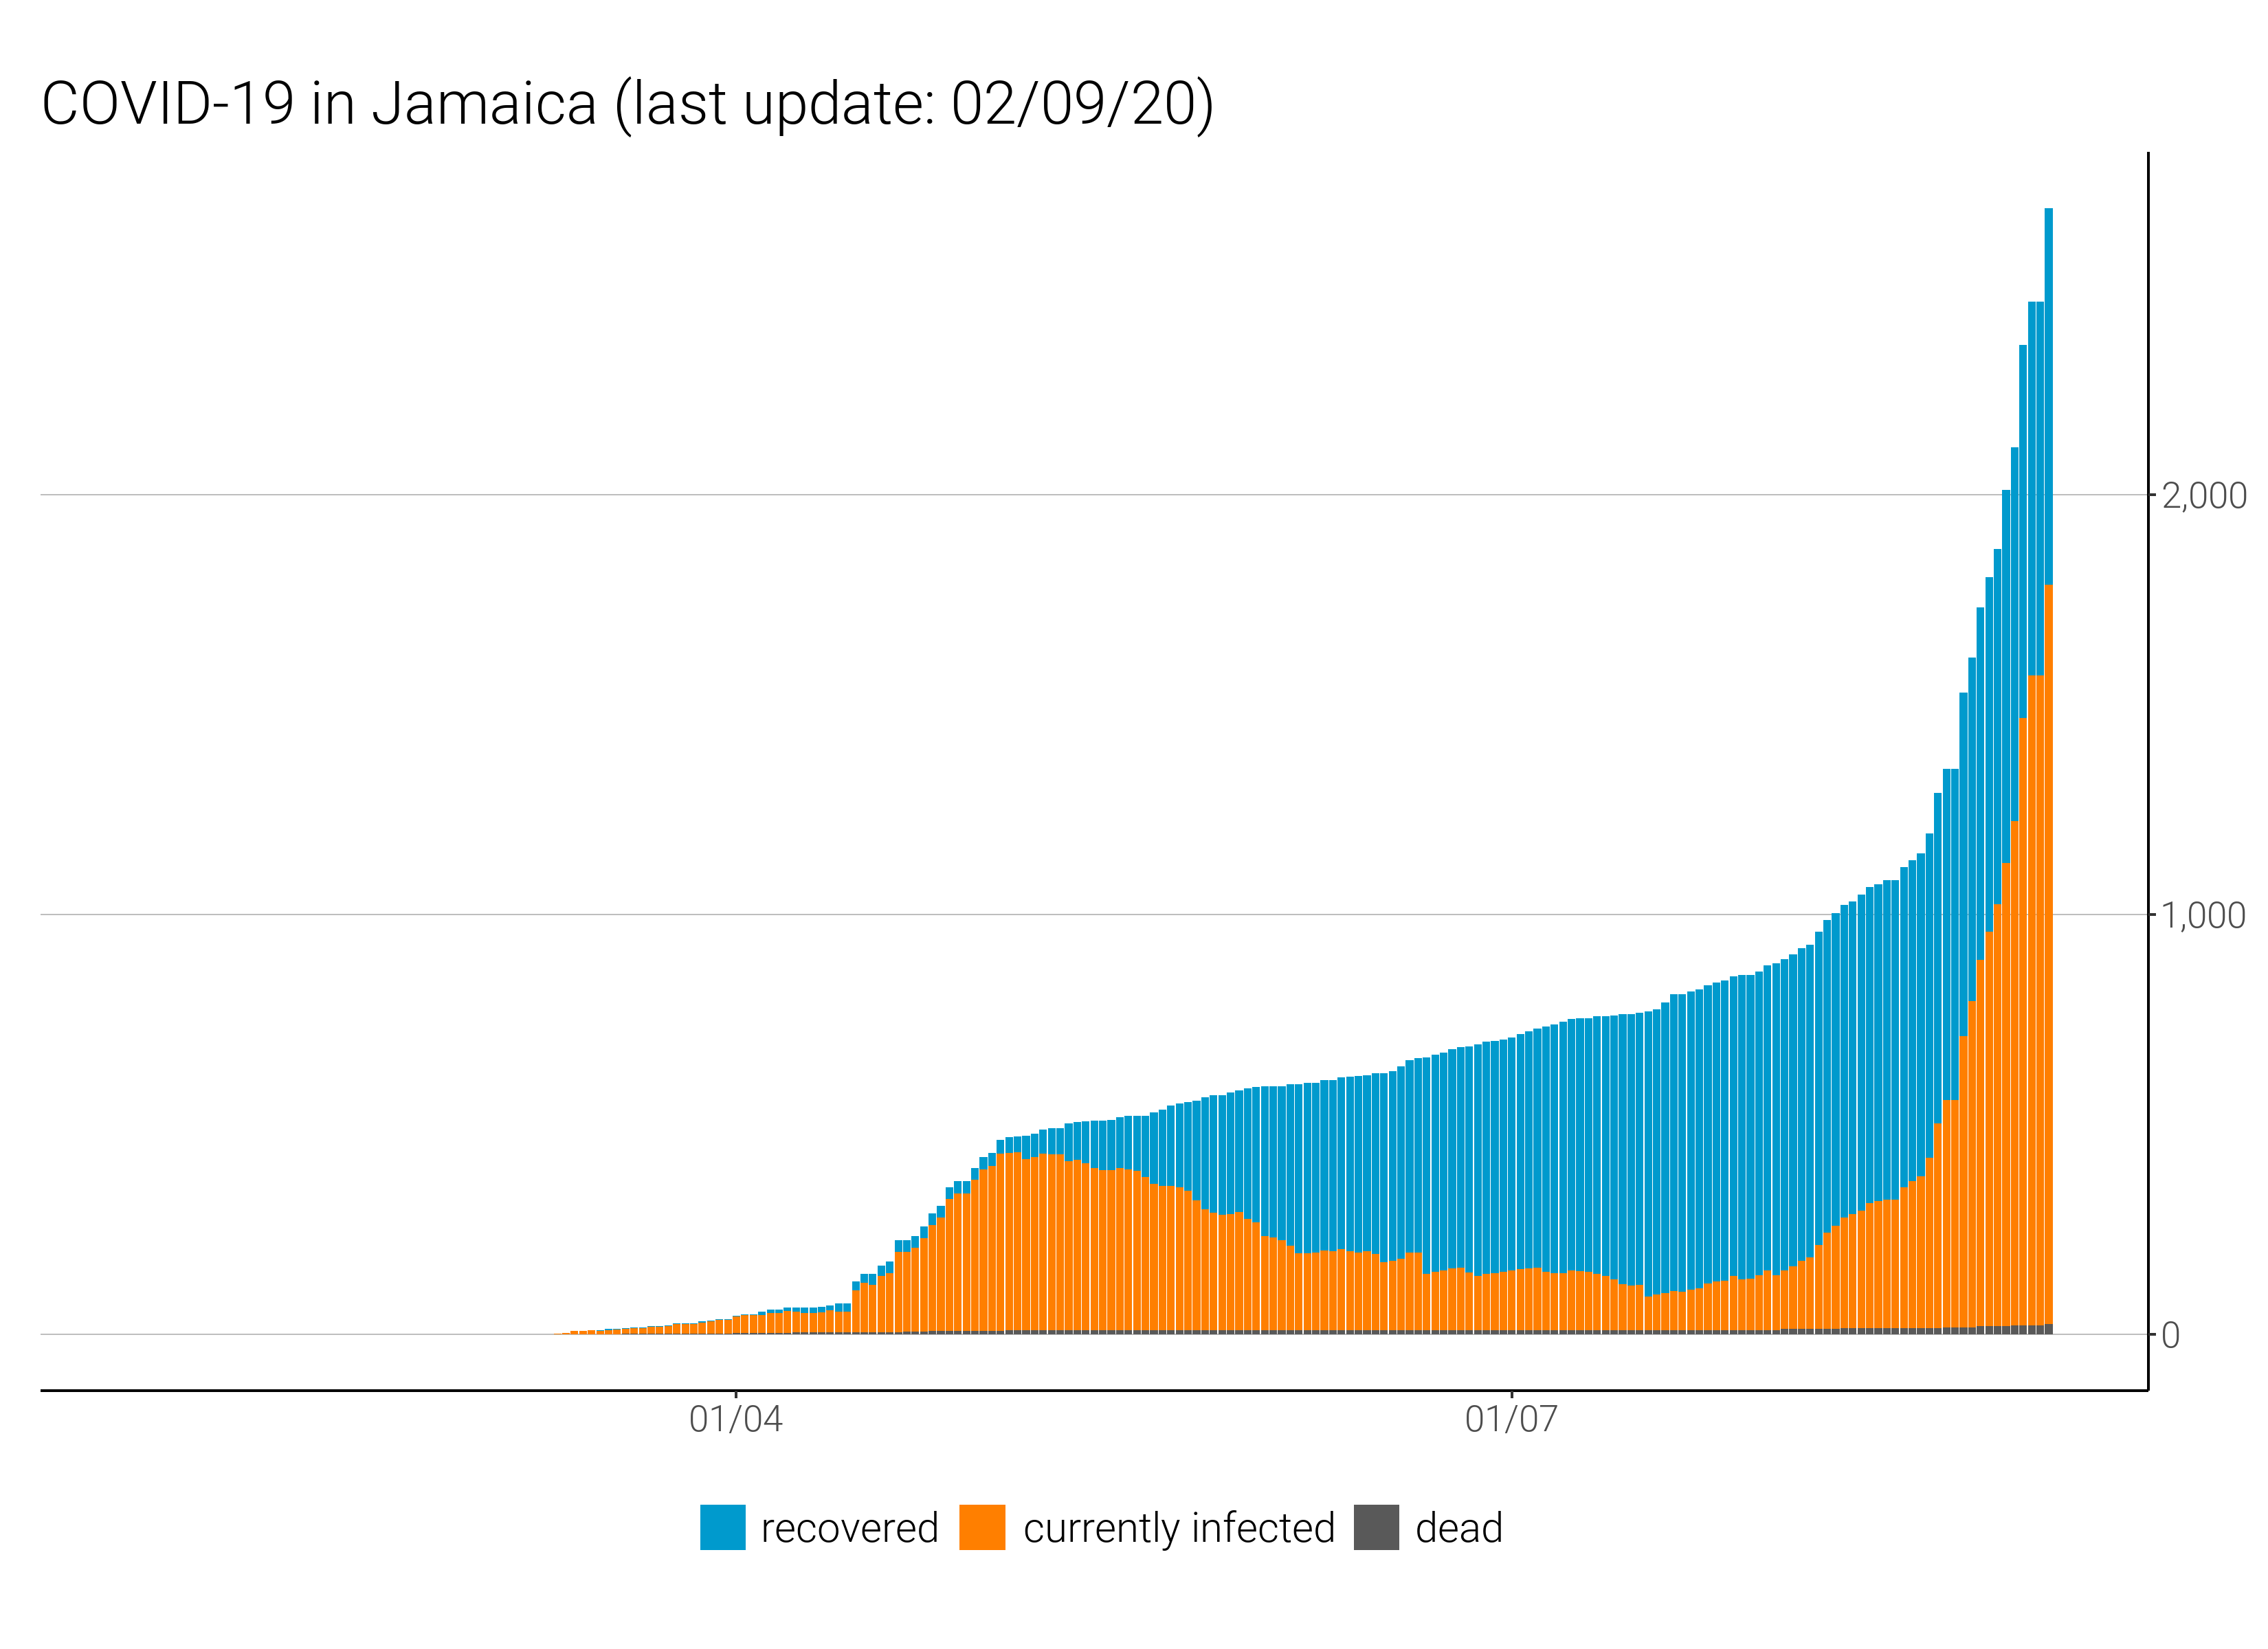 COVID-19 in Jamaica (last update: 02/09/20)
2,000
1,000
0
01/04 01/07
recovered currently infected dead